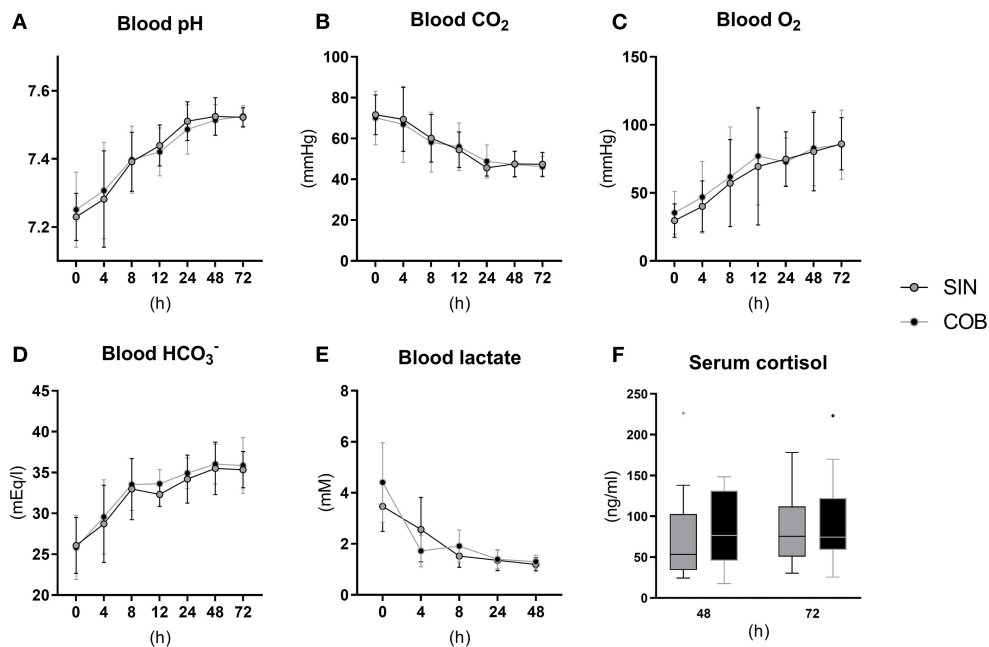 A Blood pH
7.6
7.4
7.2
0 4 8 12 24 48 72
(h)
B Blood CO₂
(mmHg)
100
80
60
40
20
0
0 4 8 12 24 48 72
(h)
C Blood O₂
(mmHg)
150
100
50
0
0 4 8 12 24 48 72
(h)
SIN
COB
D Blood HCO₃⁻
(mEq/l)
45
40
35
30
25
20
0 4 8 12 24 48 72
(h)
E Blood lactate
(mM)
8
6
4
2
0
0 4 8 24 48
(h)
F Serum cortisol
(ng/ml)
250
200
150
100
50
0
48 72
(h)